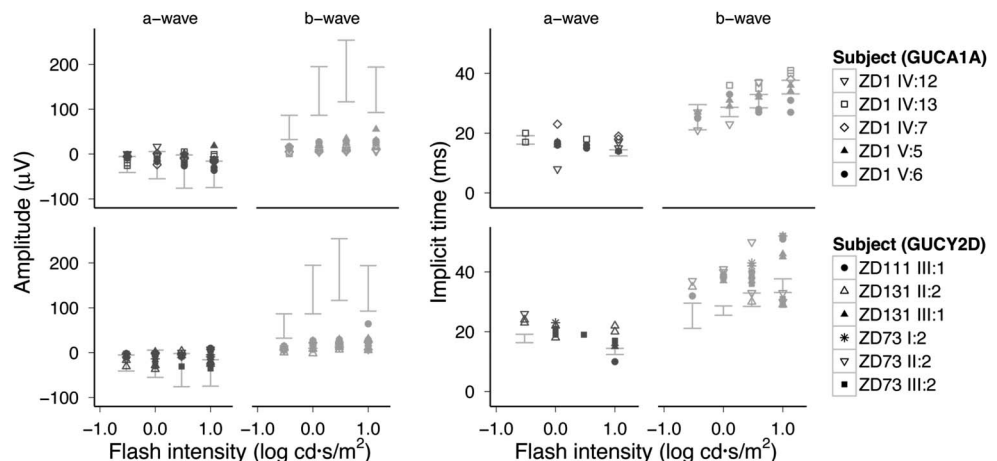 a−wave b−wave a−wave b−wave
Amplitude (μV)
200
100
0
−100
200
100
0
−100
Implicit time (ms)
40
20
0
40
20
0
Subject (GUCA1A)
ZD1 IV:12
ZD1 IV:13
ZD1 IV:7
ZD1 V:5
ZD1 V:6
Subject (GUCY2D)
ZD111 III:1
ZD131 II:2
ZD131 III:1
ZD73 I:2
ZD73 II:2
ZD73 III:2
−1.0 0.0 1.0 −1.0 0.0 1.0 −1.0 0.0 1.0 −1.0 0.0 1.0
Flash intensity (log cd·s/m²) Flash intensity (log cd·s/m²)